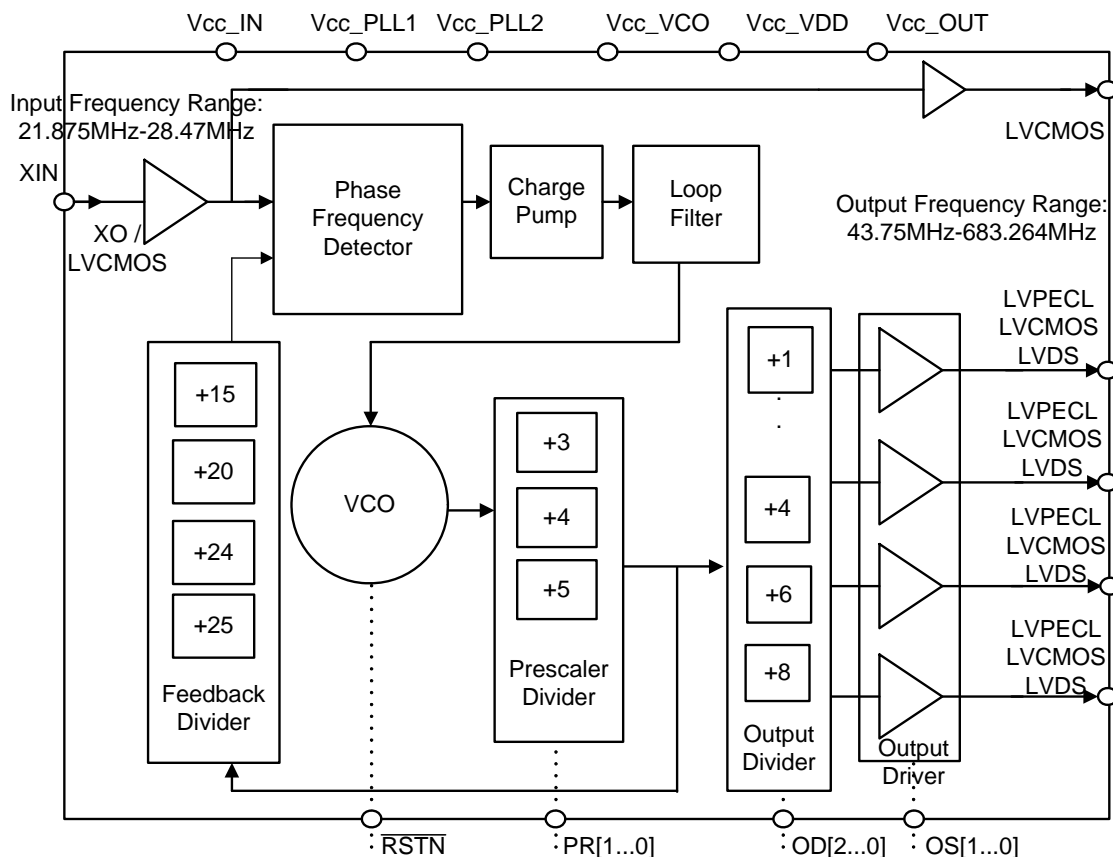 Vcc_IN Vcc_PLL1 Vcc_PLL2 Vcc_VCO Vcc_VDD Vcc_OUT
Input Frequency Range:
21.875MHz-28.47MHz
XIN
XO /
LVCMOS
Phase
Frequency
Detector
Charge
Pump
Loop
Filter
LVCMOS
Output Frequency Range:
43.75MHz-683.264MHz
+15
+20
+24
+25
Feedback
Divider
VCO
+3
+4
+5
Prescaler
Divider
+1
. .
.
+4
+6
+8
Output
Divider
Output
Driver
LVPECL
LVCMOS
LVDS
LVPECL
LVCMOS
LVDS
LVPECL
LVCMOS
LVDS
LVPECL
LVCMOS
LVDS
RSTN PR[1...0] OD[2...0] OS[1...0]